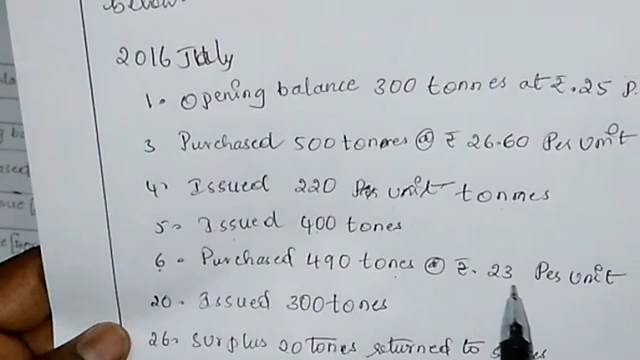 below.
2016 July
1. Opening balance 300 tonnes at ₹.25 P.
3 Purchased 500 tonnes @ ₹ 26.60 Per Unit
4. Issued 220 Per unit tonnes
5. Issued 400 tones
6. Purchased 490 tones @ ₹. 23 Per unit
20. Issued 300 tones
26. Surplus 20 tones returned to